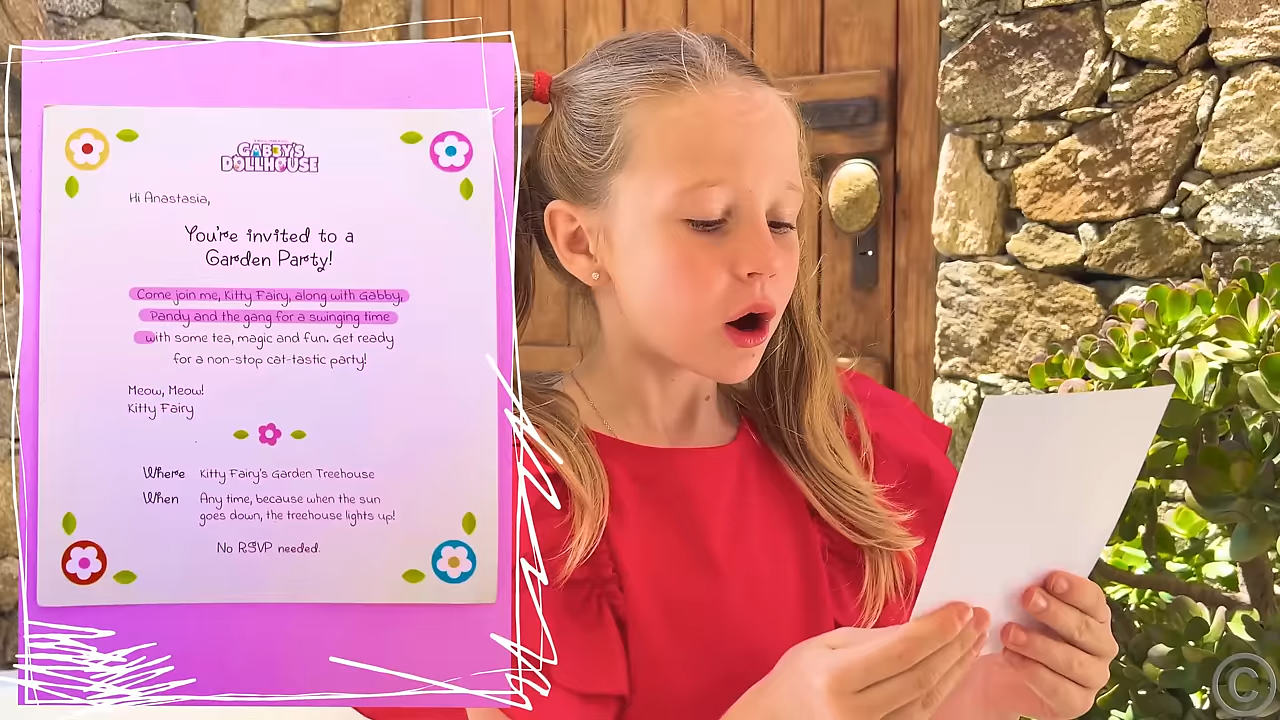 GABBY'S
DOLLHOUSE
Hi Anastasia,
You're invited to a
Garden Party!
Come join me, Kitty Fairy, along with Gabby,
Pandy and the gang for a swinging time
with some tea, magic and fun. Get ready
for a non-stop cat-tastic party!
Meow, Meow!
Kitty Fairy
Where Kitty Fairy's Garden Treehouse
When Any time, because when the sun
goes down, the treehouse lights up!
No RSVP needed.
©